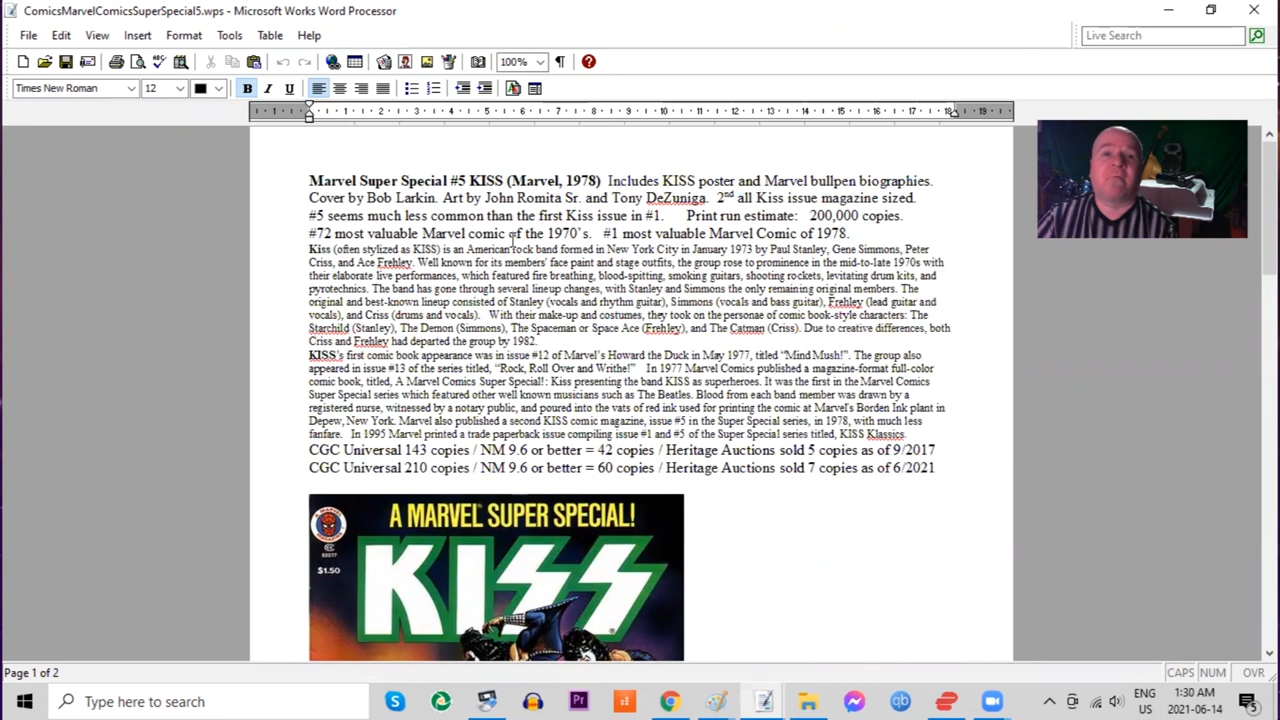 ComicsMarvelComicsSuperSpecial5.wps - Microsoft Works Word Processor
File Edit View Insert Format Tools Table Help
Live Search
100%
Times New Roman 12 B I U
1 1 2 3 4 5 6 7 8 9 10 11 12 13 14 15 16 17 18 19
Marvel Super Special #5 KISS (Marvel, 1978) Includes KISS poster and Marvel bullpen biographies.
Cover by Bob Larkin. Art by John Romita Sr. and Tony DeZuniga. 2nd all Kiss issue magazine sized.
#5 seems much less common than the first Kiss issue in #1. Print run estimate: 200,000 copies.
#72 most valuable Marvel comic of the 1970's. #1 most valuable Marvel Comic of 1978.
Kiss (often stylized as KISS) is an American rock band formed in New York City in January 1973 by Paul Stanley, Gene Simmons, Peter
Criss, and Ace Frehley. Well known for its members' face paint and stage outfits, the group rose to prominence in the mid-to-late 1970s with
their elaborate live performances, which featured fire breathing, blood-spitting, smoking guitars, shooting rockets, levitating drum kits, and
pyrotechnics. The band has gone through several lineup changes, with Stanley and Simmons the only remaining original members. The
original and best-known lineup consisted of Stanley (vocals and rhythm guitar), Simmons (vocals and bass guitar), Frehley (lead guitar and
vocals), and Criss (drums and vocals). With their make-up and costumes, they took on the personae of comic book-style characters: The
Starchild (Stanley), The Demon (Simmons), The Spaceman or Space Ace (Frehley), and The Catman (Criss). Due to creative differences, both
Criss and Frehley had departed the group by 1982.
KISS's first comic book appearance was in issue #12 of Marvel's Howard the Duck in May 1977, titled "Mind Mush!". The group also
appeared in issue #13 of the series titled, "Rock, Roll Over and Writhe!" In 1977 Marvel Comics published a magazine-format full-color
comic book, titled, A Marvel Comics Super Special!: Kiss presenting the band KISS as superheroes. It was the first in the Marvel Comics
Super Special series which featured other well known musicians such as The Beatles. Blood from each band member was drawn by a
registered nurse, witnessed by a notary public, and poured into the vats of red ink used for printing the comic at Marvel's Borden Ink plant in
Depew, New York. Marvel also published a second KISS comic magazine, issue #5 in the Super Special series, in 1978, with much less
fanfare. In 1995 Marvel printed a trade paperback issue compiling issue #1 and #5 of the Super Special series titled, KISS Klassics.
CGC Universal 143 copies / NM 9.6 or better = 42 copies / Heritage Auctions sold 5 copies as of 9/2017
CGC Universal 210 copies / NM 9.6 or better = 60 copies / Heritage Auctions sold 7 copies as of 6/2021
A MARVEL SUPER SPECIAL!
KISS
$1.50
Page 1 of 2
CAPS NUM OVR
Type here to search
ENG
US
1:30 AM
2021-06-14
5